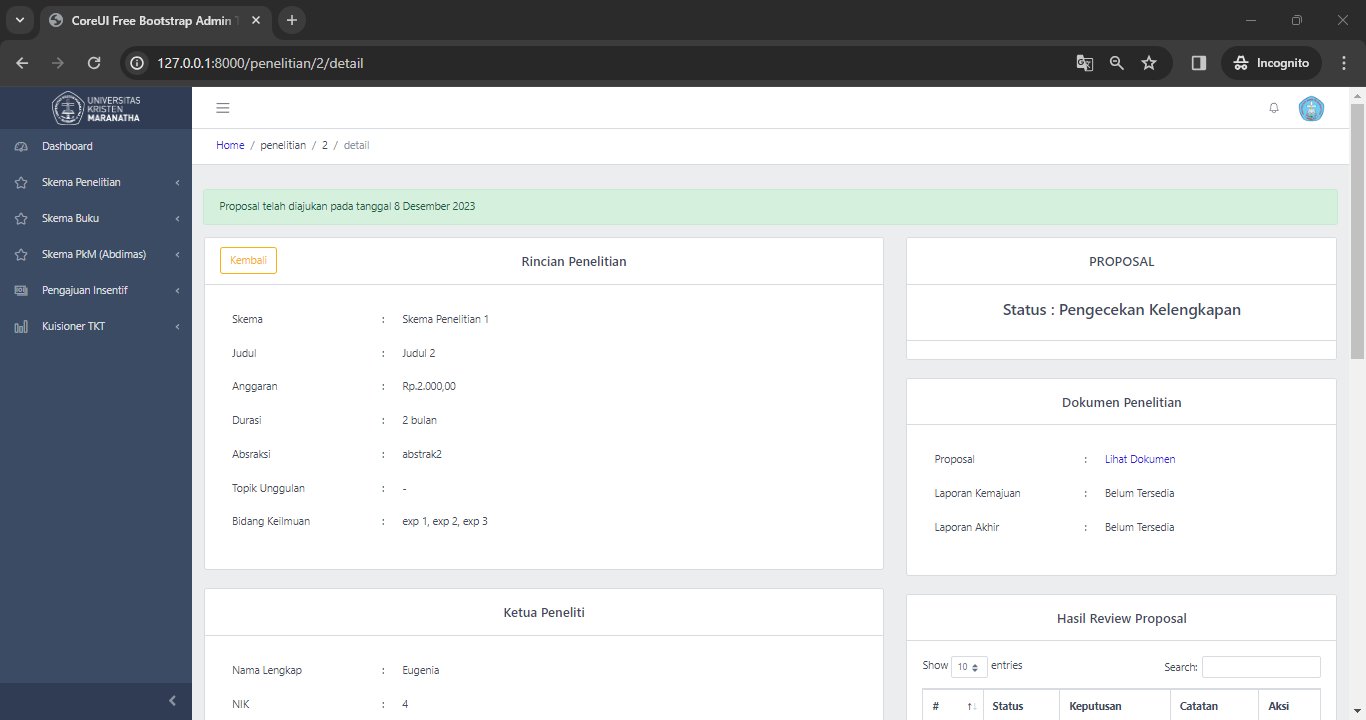 CoreUI Free Bootstrap Admin T
127.0.0.1:8000/penelitian/2/detail
Incognito
UNIVERSITAS
KRISTEN
MARANATHA
Dashboard
Skema Penelitian
Skema Buku
Skema PkM (Abdimas)
Pengajuan Insentif
Kuisioner TKT
Home / penelitian / 2 / detail
Proposal telah diajukan pada tanggal 8 Desember 2023
Kembali
Rincian Penelitian
Skema : Skema Penelitian 1
Judul : Judul 2
Anggaran : Rp.2.000,00
Durasi : 2 bulan
Absraksi : abstrak2
Topik Unggulan : -
Bidang Keilmuan : exp 1, exp 2, exp 3
Ketua Peneliti
Nama Lengkap : Eugenia
NIK : 4
PROPOSAL
Status : Pengecekan Kelengkapan
Dokumen Penelitian
Proposal : Lihat Dokumen
Laporan Kemajuan : Belum Tersedia
Laporan Akhir : Belum Tersedia
Hasil Review Proposal
Show 10 entries Search:
# Status Keputusan Catatan Aksi